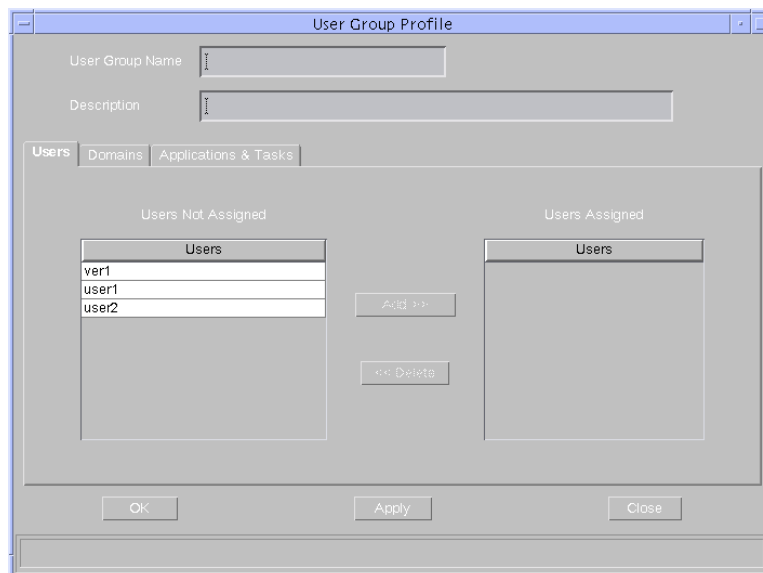 User Group Profile
User Group Name
Description
Users Domains Applications & Tasks
Users Not Assigned Users Assigned
Users Users
ver1
user1
user2
Add >>
<< Delete
OK Apply Close